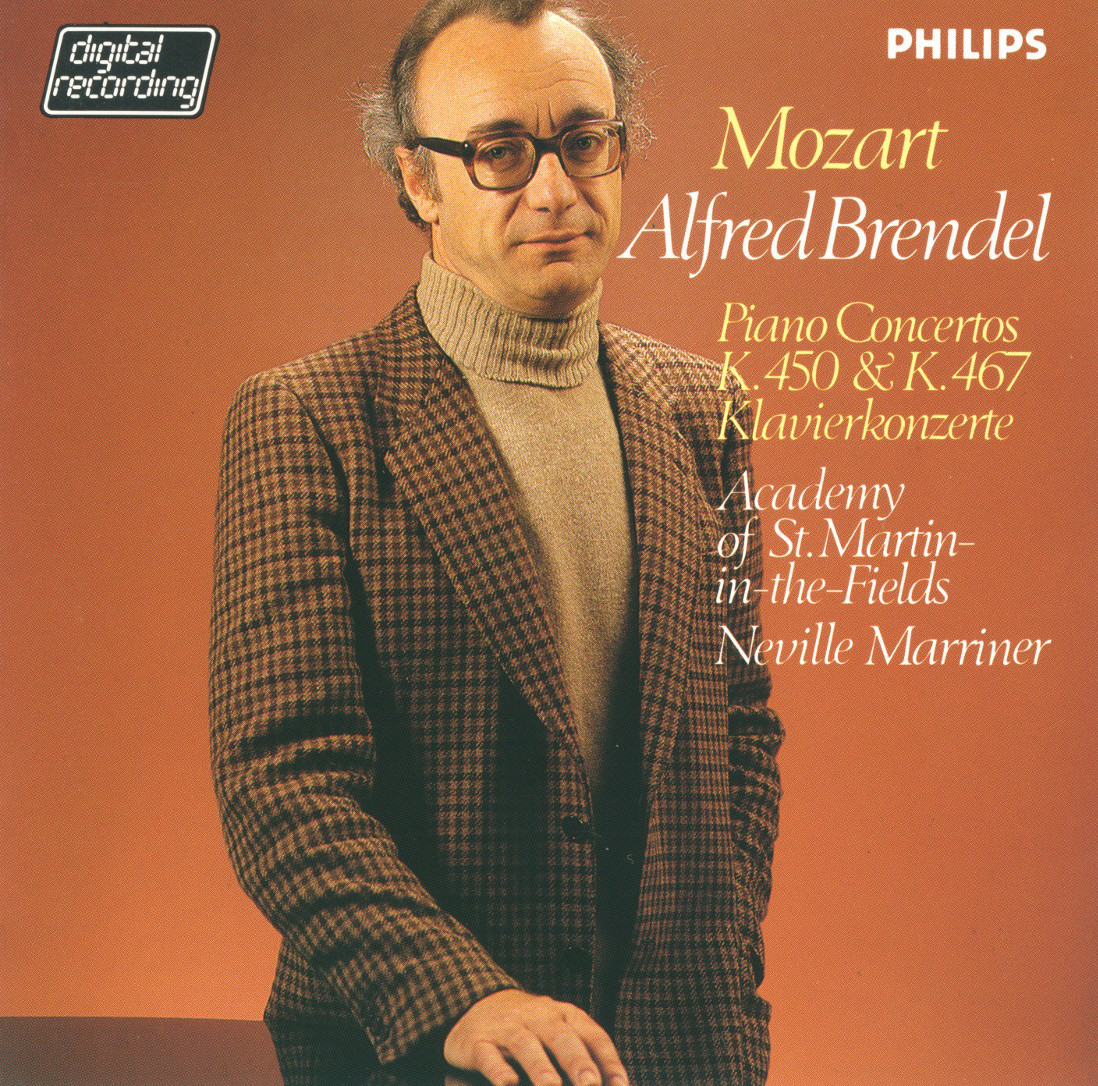 digital
recording
PHILIPS
Mozart
Alfred Brendel
Piano Concertos
K.450 & K.467
Klavierkonzerte
Academy
of St. Martin-
in-the-Fields
Neville Marriner